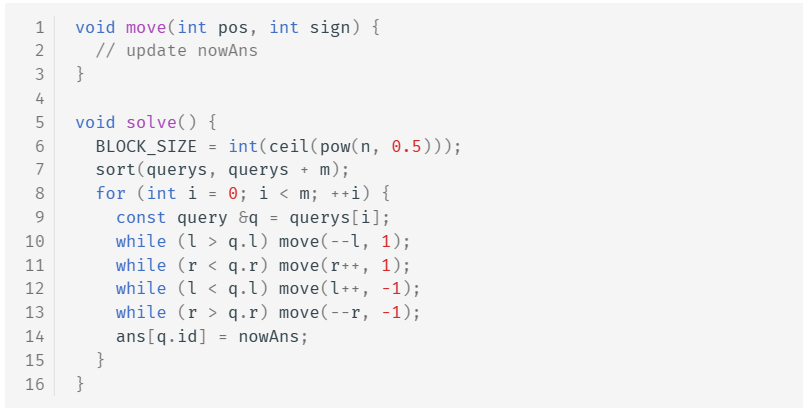 1 void move(int pos, int sign) {
2   // update nowAns
3 }
4
5 void solve() {
6   BLOCK_SIZE = int(ceil(pow(n, 0.5)));
7   sort(querys, querys + m);
8   for (int i = 0; i < m; ++i) {
9     const query &q = querys[i];
10     while (l > q.l) move(--l, 1);
11     while (r < q.r) move(r++, 1);
12     while (l < q.l) move(l++, -1);
13     while (r > q.r) move(--r, -1);
14     ans[q.id] = nowAns;
15   }
16 }